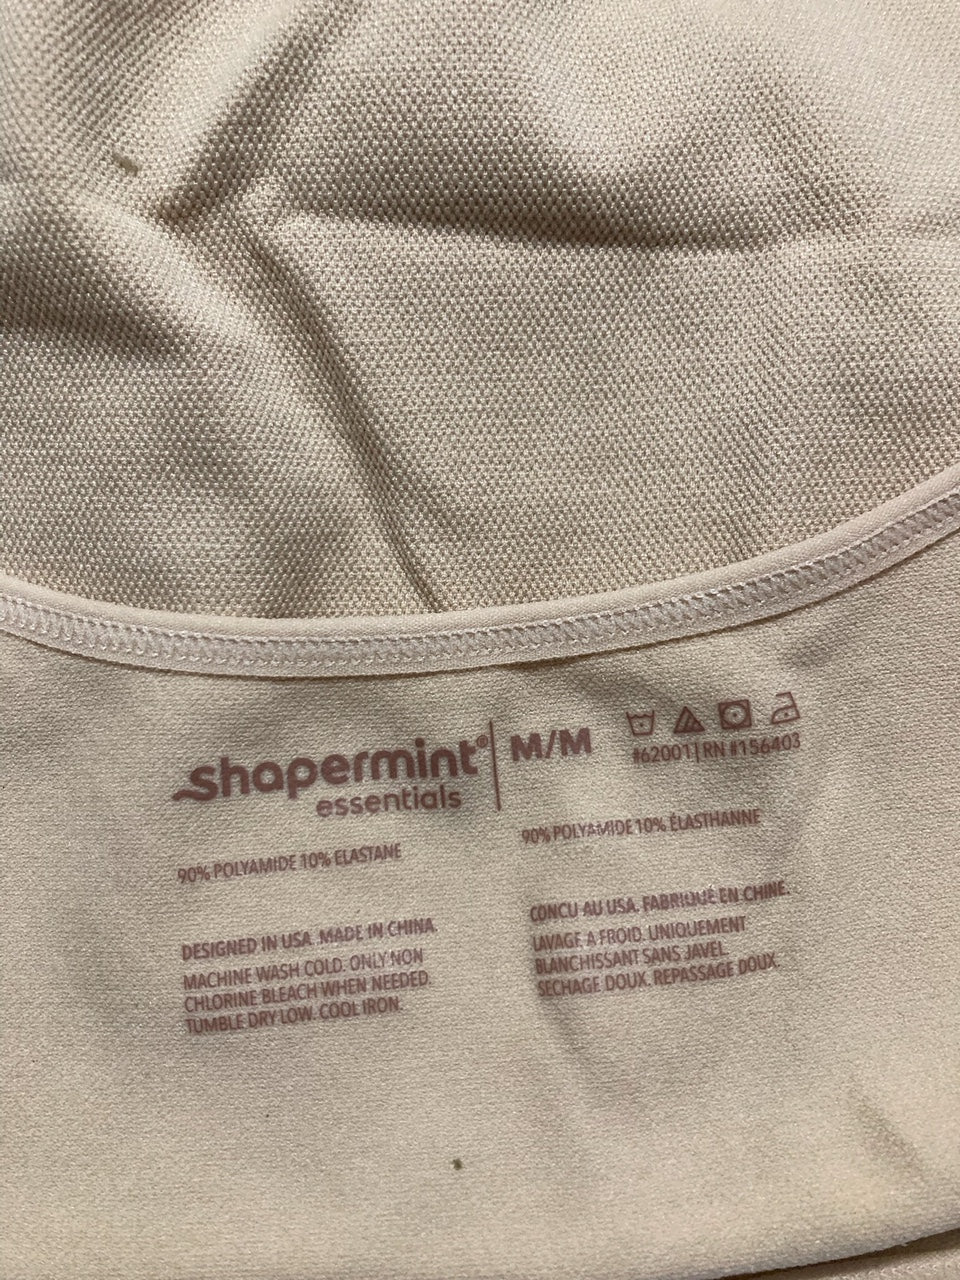 shapermint®
essentials
M/M
#62001 | RN #156403
90% POLYAMIDE 10% ELASTANE
DESIGNED IN USA. MADE IN CHINA.
MACHINE WASH COLD. ONLY NON
CHLORINE BLEACH WHEN NEEDED.
TUMBLE DRY LOW. COOL IRON.
90% POLYAMIDE 10% ÉLASTHANNE
CONCU AU USA. FABRIQUÉ EN CHINE.
LAVAGE A FROID. UNIQUEMENT
BLANCHISSANT SANS JAVEL.
SECHAGE DOUX. REPASSAGE DOUX.